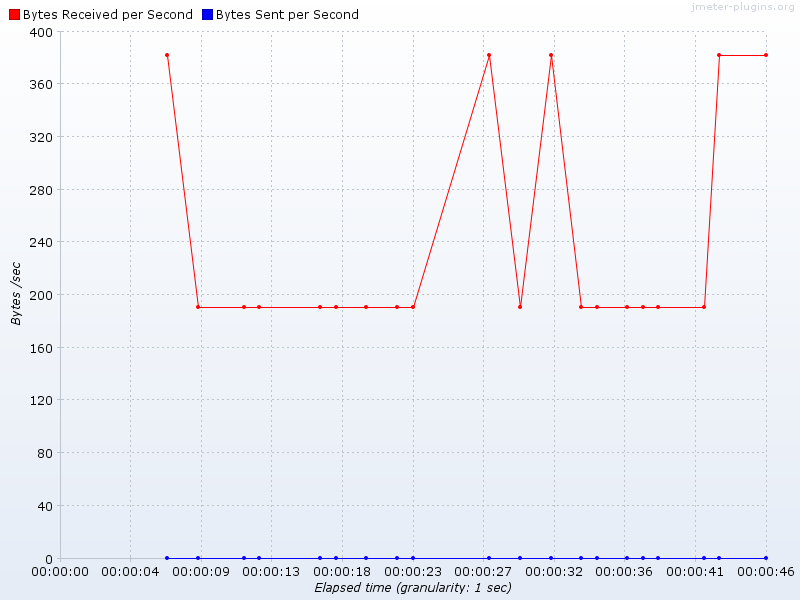 jmeter-plugins.org
Bytes Received per Second Bytes Sent per Second
400
360
320
280
240
200
160
120
80
40
0
Bytes /sec
00:00:00 00:00:04 00:00:09 00:00:13 00:00:18 00:00:23 00:00:27 00:00:32 00:00:36 00:00:41 00:00:46
Elapsed time (granularity: 1 sec)